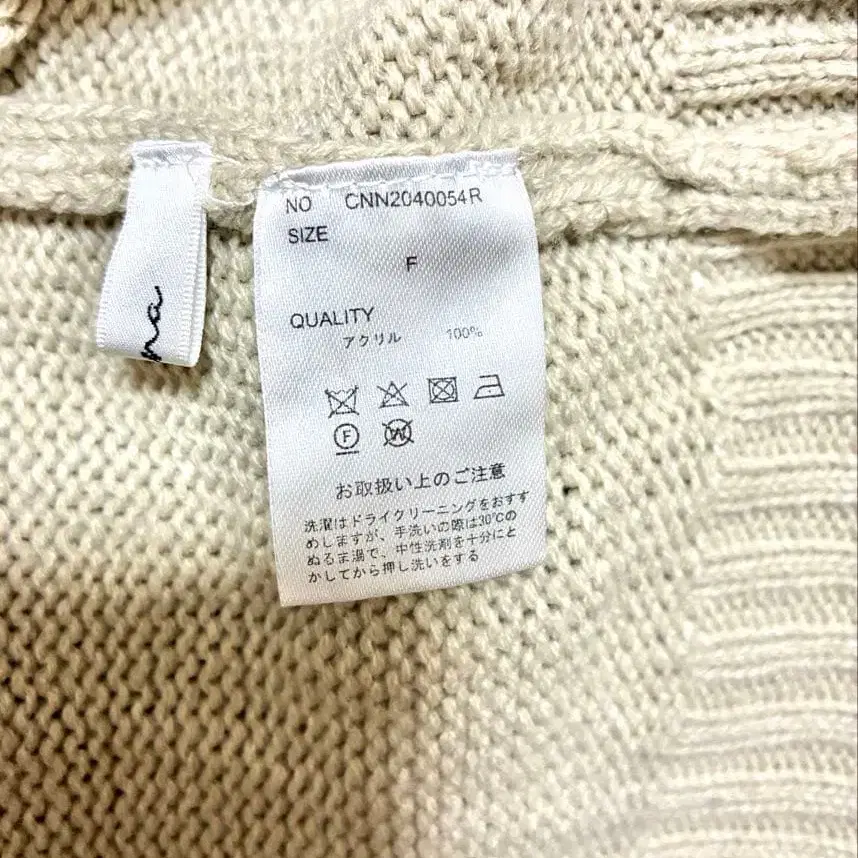 na
NO CNN2040054R
SIZE
F
QUALITY
アクリル 100%
F
W
お取扱い上のご注意
洗濯はドライクリーニングをおすす
めしますが、手洗いの際は30℃の
ぬるま湯で、中性洗剤を十分にと
かしてから押し洗いをする